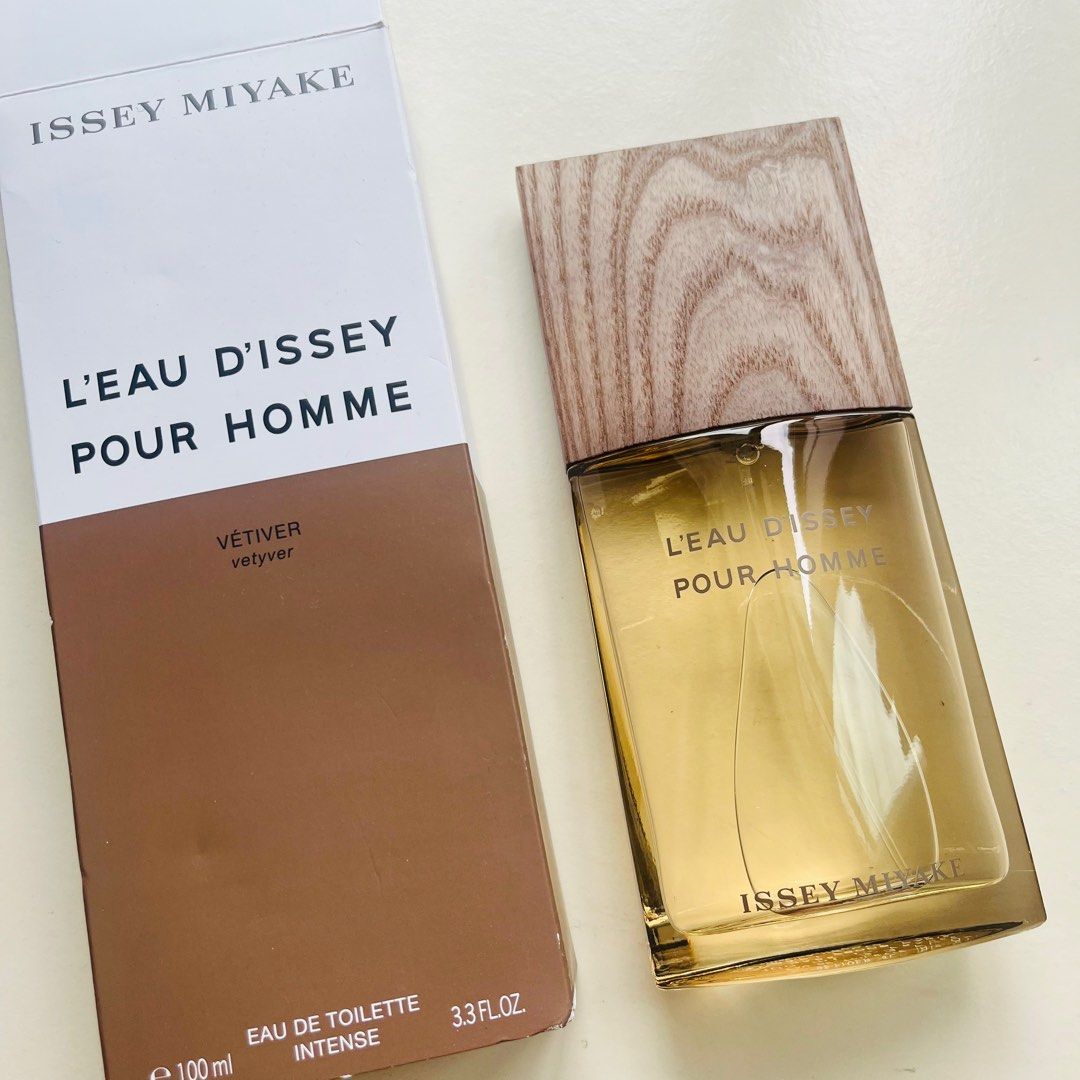 ISSEY MIYAKE
L'EAU D'ISSEY
POUR HOMME
VÉTIVER
vetyver
EAU DE TOILETTE
INTENSE
3.3 FL.OZ.
e 100 ml
L'EAU D'ISSEY
POUR HOMME
ISSEY MIYAKE